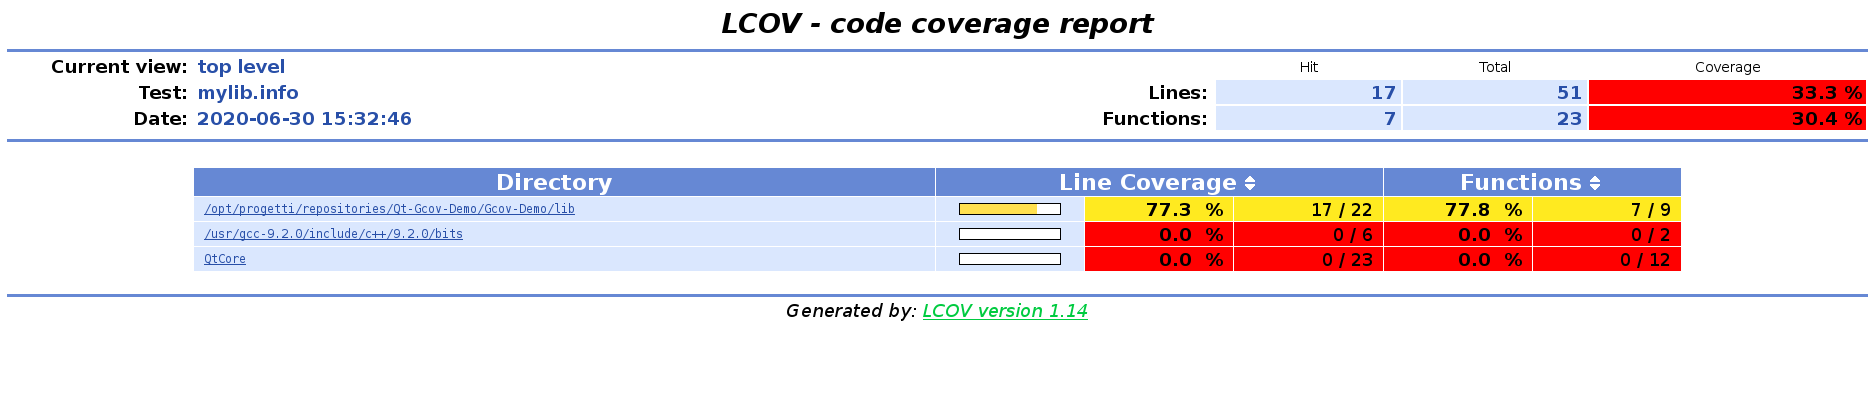 LCOV - code coverage report
Current view: top level Hit Total Coverage
Test: mylib.info Lines: 17 51 33.3 %
Date: 2020-06-30 15:32:46 Functions: 7 23 30.4 %
Directory Line Coverage Functions
/opt/progetti/repositories/Qt-Gcov-Demo/Gcov-Demo/lib 77.3 % 17 / 22 77.8 % 7 / 9
/usr/gcc-9.2.0/include/c++/9.2.0/bits 0.0 % 0 / 6 0.0 % 0 / 2
QtCore 0.0 % 0 / 23 0.0 % 0 / 12
Generated by: LCOV version 1.14